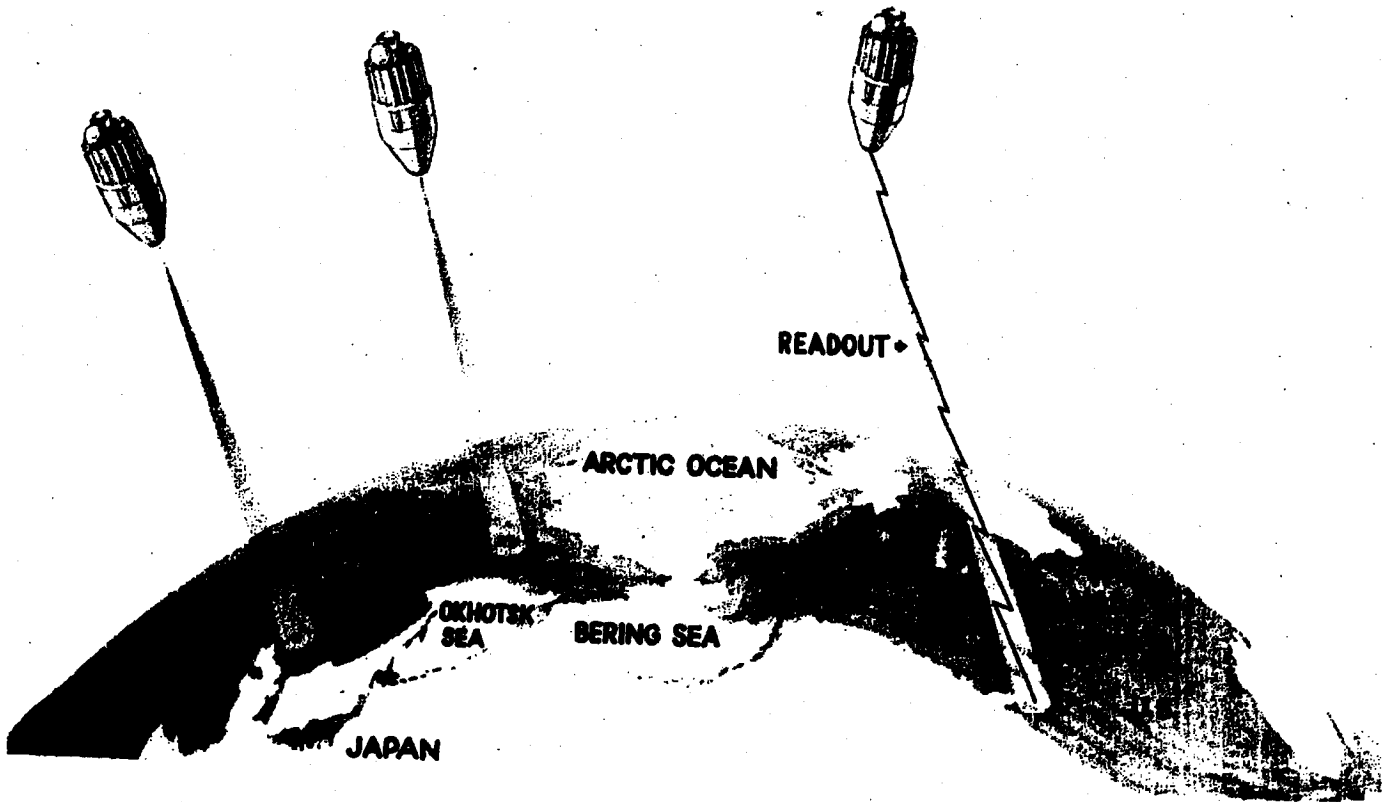 READOUT
ARCTIC OCEAN
OKHOTSK
SEA
BERING SEA
JAPAN